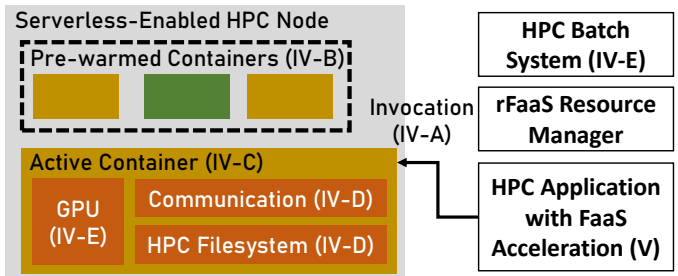 Serverless-Enabled HPC Node
Pre-warmed Containers (IV-B)
Invocation
(IV-A)
Active Container (IV-C)
GPU
(IV-E)
Communication (IV-D)
HPC Filesystem (IV-D)
HPC Batch
System (IV-E)
rFaaS Resource
Manager
HPC Application
with FaaS
Acceleration (V)